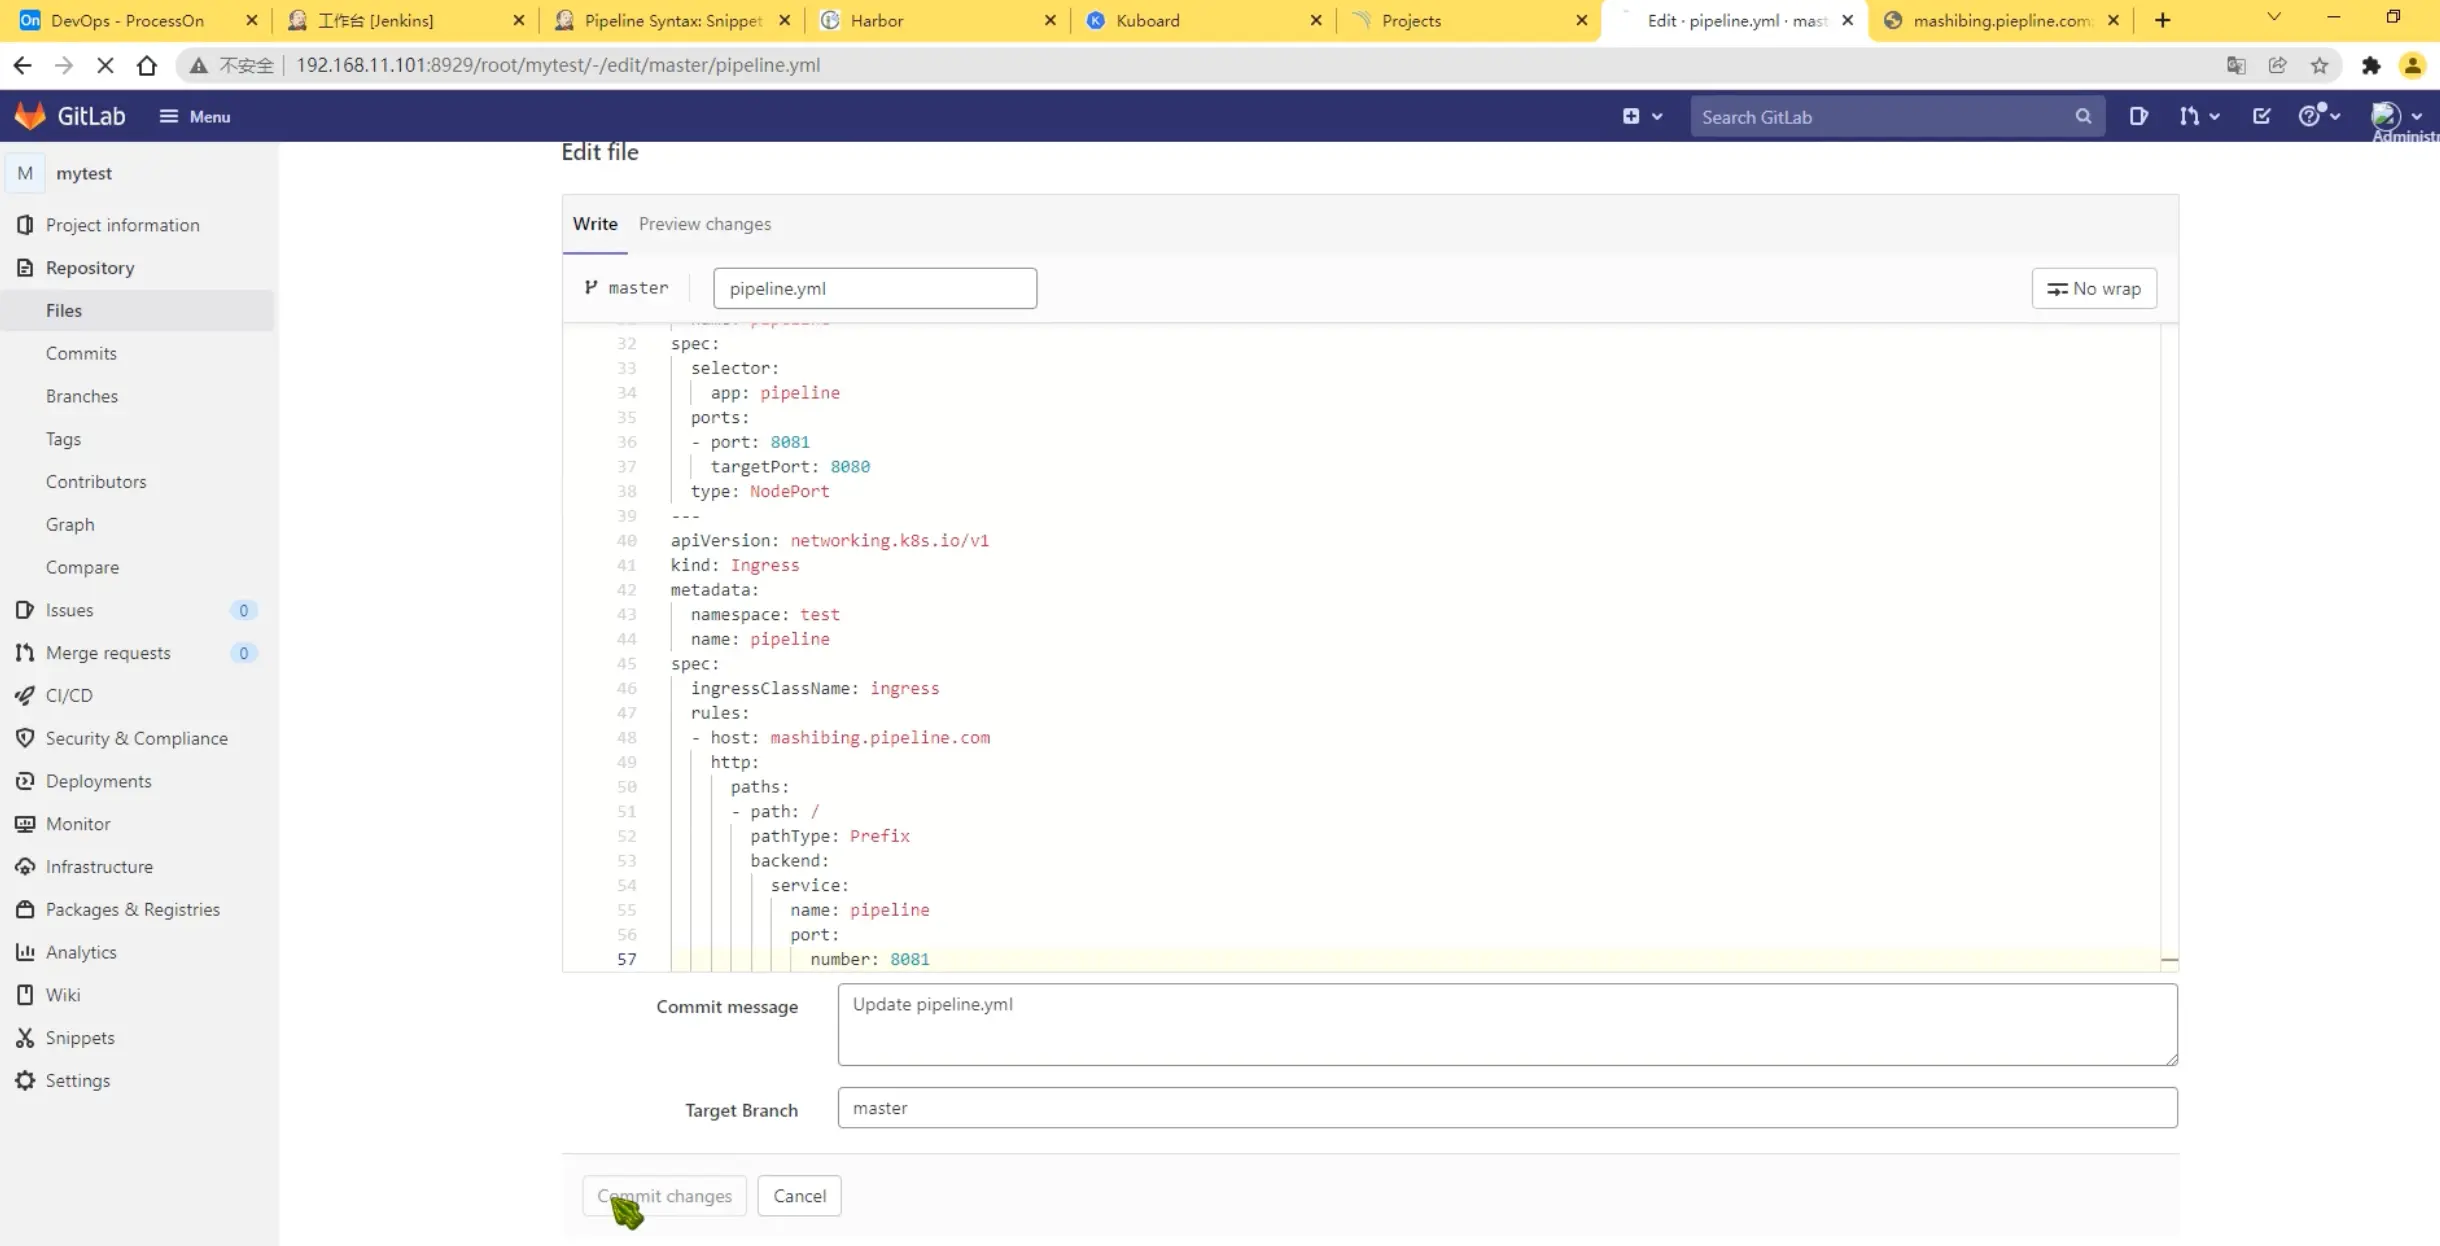 DevOps - ProcessOn
工作台 [Jenkins]
Pipeline Syntax: Snippet
Harbor
Kuboard
Projects
Edit · pipeline.yml · mast
mashibing.piepline.com:
不安全
192.168.11.101:8929/root/mytest/-/edit/master/pipeline.yml
GitLab
Menu
Search GitLab
Administr
M
mytest
Project information
Repository
Files
Commits
Branches
Tags
Contributors
Graph
Compare
Issues 0
Merge requests 0
CI/CD
Security & Compliance
Deployments
Monitor
Infrastructure
Packages & Registries
Analytics
Wiki
Snippets
Settings
Edit file
Write
Preview changes
master
pipeline.yml
No wrap
32 spec:
33 selector:
34 app: pipeline
35 ports:
36 - port: 8081
37 targetPort: 8080
38 type: NodePort
39 ---
40 apiVersion: networking.k8s.io/v1
41 kind: Ingress
42 metadata:
43 namespace: test
44 name: pipeline
45 spec:
46 ingressClassName: ingress
47 rules:
48 - host: mashibing.pipeline.com
49 http:
50 paths:
51 - path: /
52 pathType: Prefix
53 backend:
54 service:
55 name: pipeline
56 port:
57 number: 8081
Commit message
Update pipeline.yml
Target Branch
master
Commit changes
Cancel